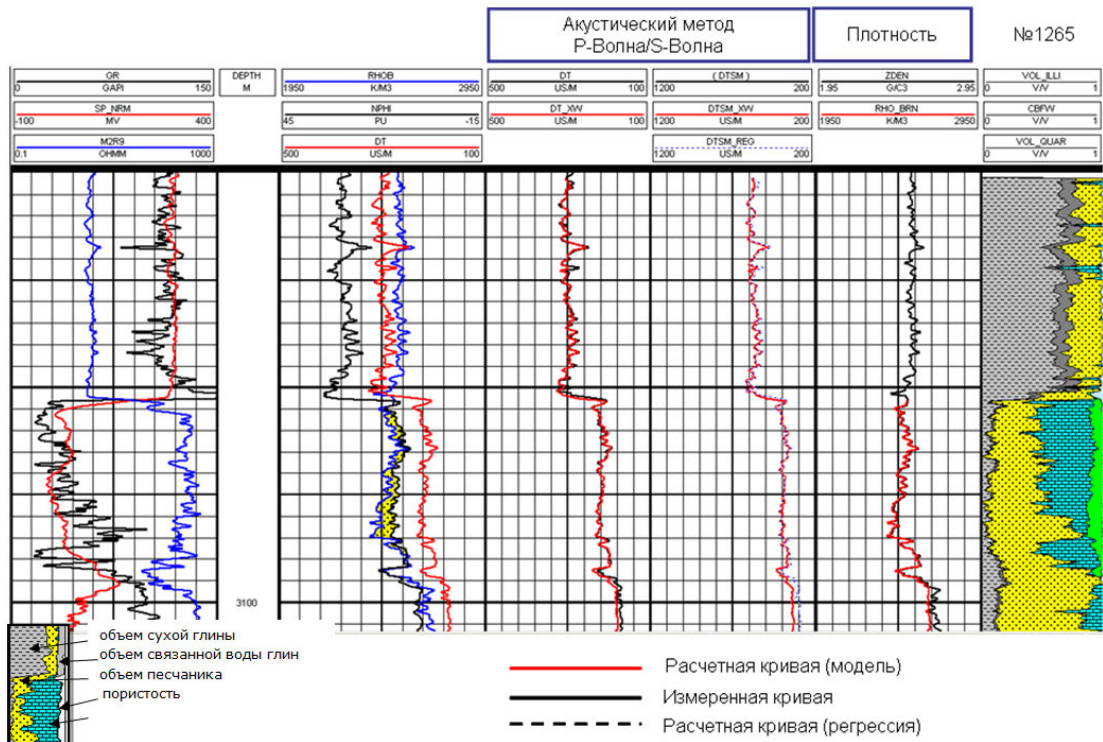 Акустический метод
P-Волна/S-Волна
Плотность
№1265
GR
0 GAPI 150
SP_NRM
-100 MV 400
M2R9
0.1 OHMM 1000
DEPTH
M
RHOB
1950 K/M3 2950
NPHI
45 PU -15
DT
500 US/M 100
DT
500 US/M 100
DT_XW
500 US/M 100
( DTSM )
1200 200
DTSM_XW
1200 US/M 200
DTSM_REG
1200 US/M 200
ZDEN
1.95 G/C3 2.95
RHO_BRN
1950 K/M3 2950
VOL_ILLI
0 V/V 1
CBFW
0 V/V 1
VOL_QUAR
0 V/V 1
3100
объем сухой глины
объем связанной воды глин
объем песчаника
пористость
Расчетная кривая (модель)
Измеренная кривая
Расчетная кривая (регрессия)